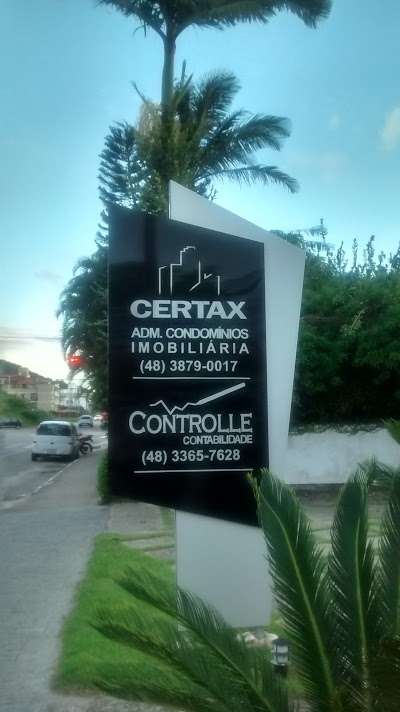 CERTAX
ADM. CONDOMÍNIOS
IMOBILIÁRIA
(48) 3879-0017
CONTROLLE
CONTABILIDADE
(48) 3365-7628